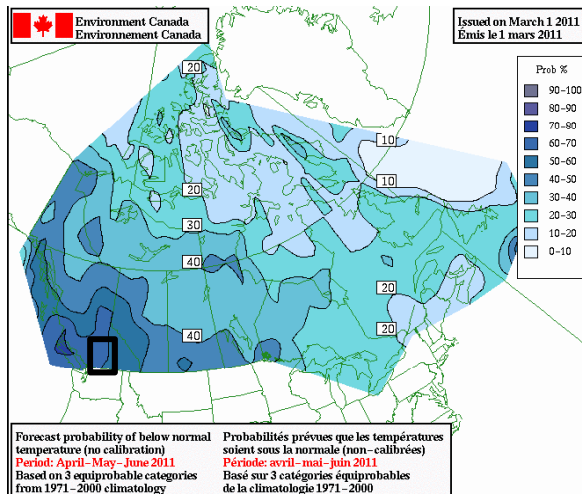 Environment Canada
Environnement Canada
Issued on March 1 2011
Émis le 1 mars 2011
Prob %
90-100
80-90
70-80
60-70
50-60
40-50
30-40
20-30
10-20
0-10
20
10
10
20
30
40
20
40
20
Forecast probability of below normal
temperature (no calibration)
Period: April-May-June 2011
Based on 3 equiprobable categories
from 1971-2000 climatology
Probabilités prévues que les températures
soient sous la normale (non-calibrées)
Période: avril-mai-juin 2011
Basé sur 3 catégories équiprobables
de la climatologie 1971-2000